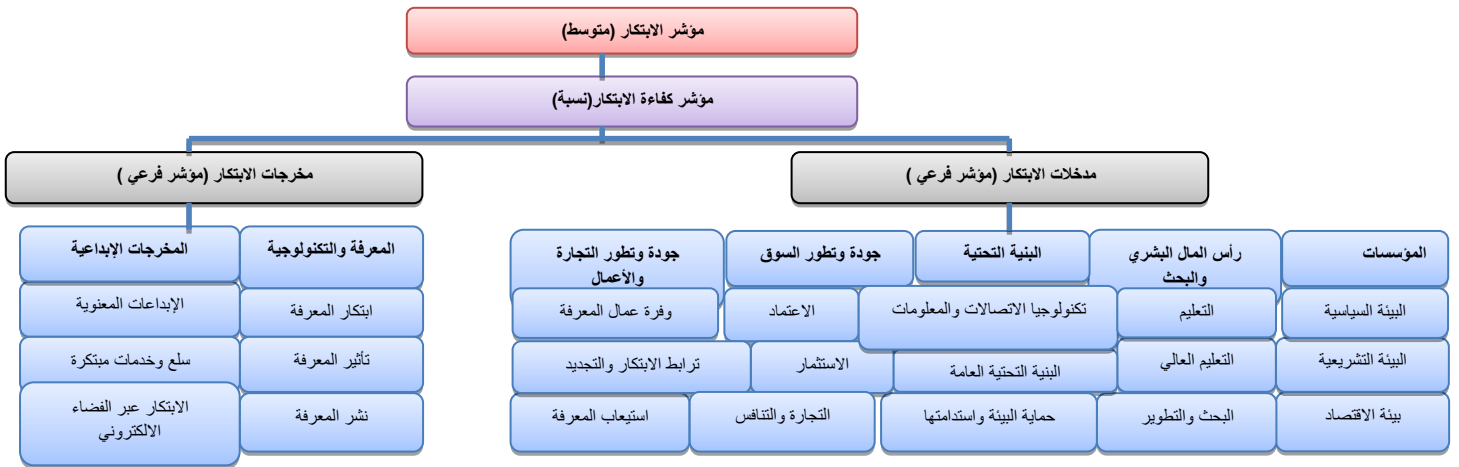 مؤشر الابتكار (متوسط)
مؤشر كفاءة الابتكار(نسبة)
مدخلات الابتكار (مؤشر فرعي )
مخرجات الابتكار (مؤشر فرعي )
المؤسسات
البيئة السياسية
البيئة التشريعية
بيئة الاقتصاد
رأس المال البشري
والبحث
التعليم
التعليم العالي
البحث والتطوير
البنية التحتية
تكنولوجيا الاتصالات والمعلومات
البنية التحتية العامة
حماية البيئة واستدامتها
جودة وتطور السوق
الاعتماد
الاستثمار
التجارة والتنافس
جودة وتطور التجارة
والأعمال
وفرة عمال المعرفة
ترابط الابتكار والتجديد
استيعاب المعرفة
المعرفة والتكنولوجية
ابتكار المعرفة
تأثير المعرفة
نشر المعرفة
المخرجات الإبداعية
الإبداعات المعنوية
سلع وخدمات مبتكرة
الابتكار عبر الفضاء
الالكتروني